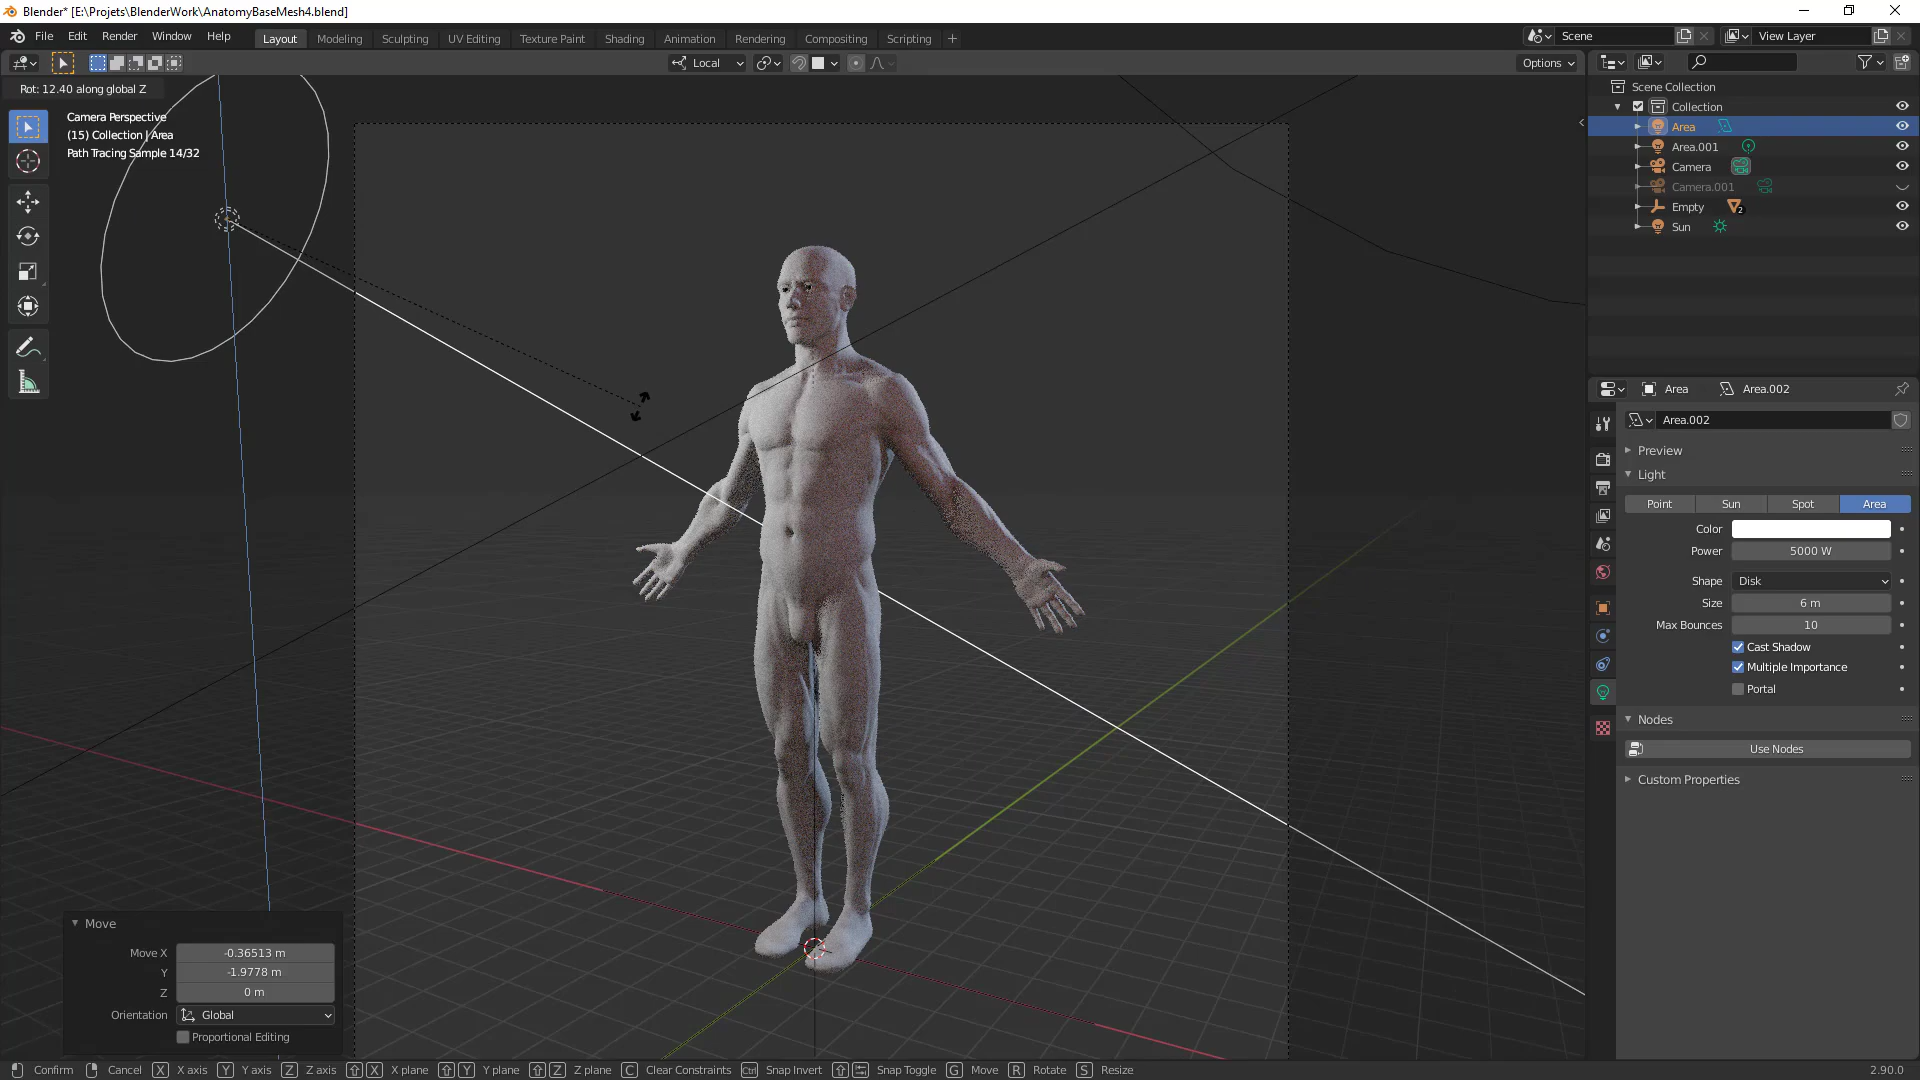 Blender* [E:\Projets\BlenderWork\AnatomyBaseMesh4.blend]
File Edit Render Window Help Layout Modeling Sculpting UV Editing Texture Paint Shading Animation Rendering Compositing Scripting + Scene View Layer
Local Options
Rot: 12.40 along global Z
Camera Perspective
(15) Collection | Area
Path Tracing Sample 14/32
Scene Collection
Collection
Area
Area.001
Camera
Camera.001
Empty 2
Sun
Area Area.002
Area.002
Preview
Light
Point Sun Spot Area
Color
Power 5000 W
Shape Disk
Size 6 m
Max Bounces 10
Cast Shadow
Multiple Importance
Portal
Nodes
Use Nodes
Custom Properties
Move
Move X -0.36513 m
Y -1.9778 m
Z 0 m
Orientation Global
Proportional Editing
Confirm Cancel X X axis Y Y axis Z Z axis X X plane Y Y plane Z Z plane C Clear Constraints Ctrl Snap Invert Snap Toggle G Move R Rotate S Resize 2.90.0